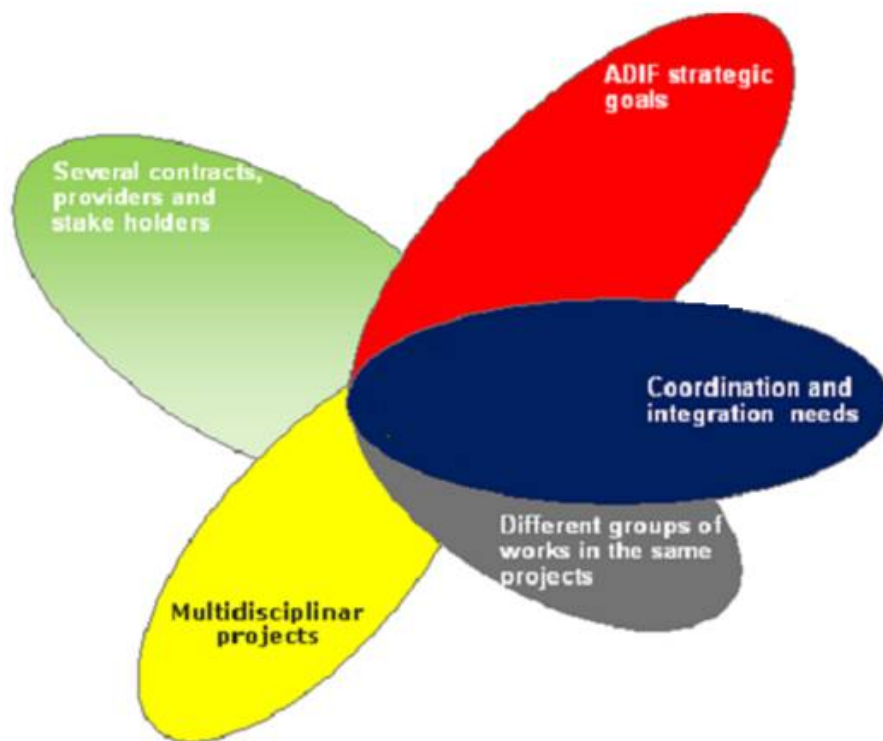 ADIF strategic
goals
Several contracts,
providers and
stake holders
Coordination and
integration needs
Different groups of
works in the same
projects
Multidisciplinar
projects